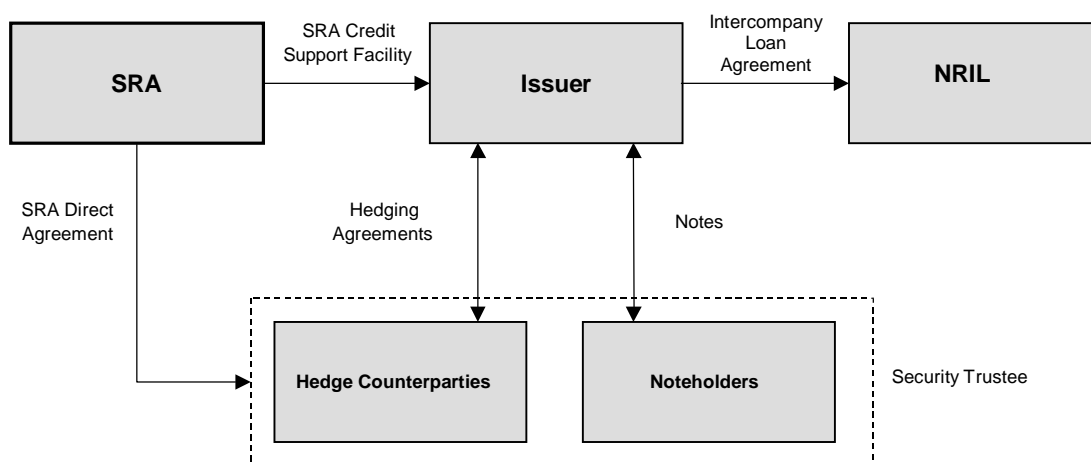 SRA
SRA Credit
Support Facility
Issuer
Intercompany
Loan
Agreement
NRIL
SRA Direct
Agreement
Hedging
Agreements
Notes
Hedge Counterparties
Noteholders
Security Trustee